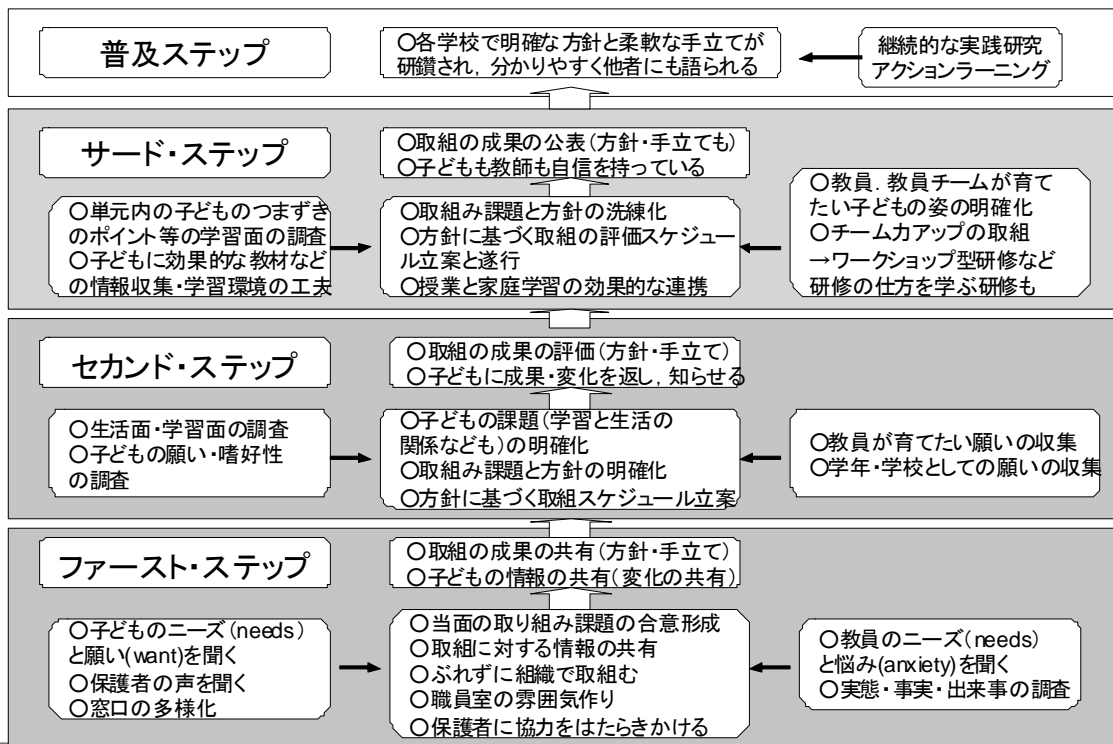 普及ステップ
○各学校で明確な方針と柔軟な手立てが
研鑽され，分かりやすく他者にも語られる
継続的な実践研究
アクションラーニング
サード・ステップ
○取組の成果の公表(方針・手立ても)
○子どもも教師も自信を持っている
○単元内の子どものつまずき
のポイント等の学習面の調査
○子どもに効果的な教材など
の情報収集・学習環境の工夫
○取組み課題と方針の洗練化
○方針に基づく取組の評価スケジュー
ル立案と遂行
○授業と家庭学習の効果的な連携
○教員．教員チームが育て
たい子どもの姿の明確化
○チーム力アップの取組
→ワークショップ型研修など
研修の仕方を学ぶ研修も
セカンド・ステップ
○取組の成果の評価(方針・手立て)
○子どもに成果・変化を返し，知らせる
○生活面・学習面の調査
○子どもの願い・嗜好性
の調査
○子どもの課題(学習と生活の
関係なども)の明確化
○取組み課題と方針の明確化
○方針に基づく取組スケジュール立案
○教員が育てたい願いの収集
○学年・学校としての願いの収集
ファースト・ステップ
○取組の成果の共有(方針・手立て)
○子どもの情報の共有(変化の共有)
○子どものニーズ(needs)
と願い(want)を聞く
○保護者の声を聞く
○窓口の多様化
○当面の取り組み課題の合意形成
○取組に対する情報の共有
○ぶれずに組織で取組む
○職員室の雰囲気作り
○保護者に協力をはたらきかける
○教員のニーズ(needs)
と悩み(anxiety)を聞く
○実態・事実・出来事の調査